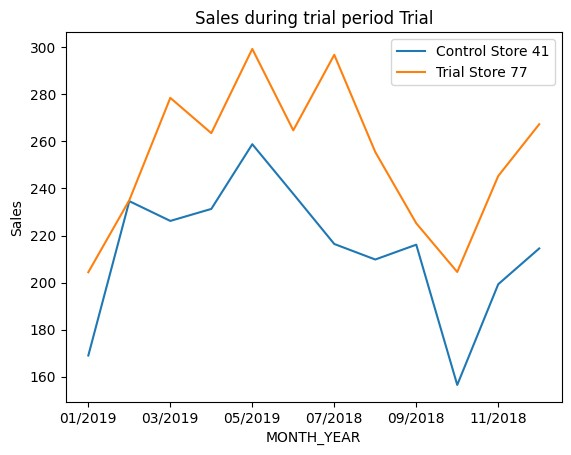 Sales during trial period Trial
Control Store 41
Trial Store 77
Sales
300
280
260
240
220
200
180
160
01/2019 03/2019 05/2019 07/2018 09/2018 11/2018
MONTH_YEAR